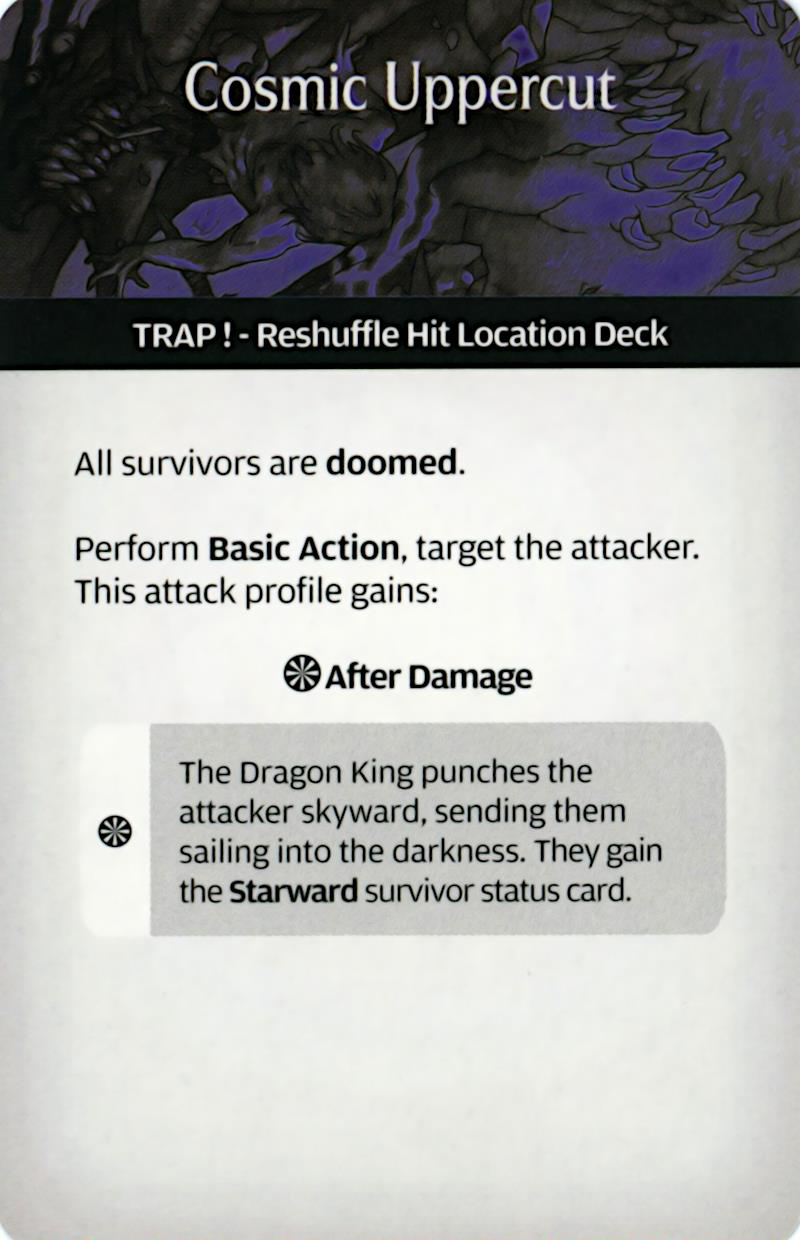 Cosmic Uppercut
TRAP! - Reshuffle Hit Location Deck
All survivors are doomed.
Perform Basic Action, target the attacker.
This attack profile gains:
After Damage
The Dragon King punches the
attacker skyward, sending them
sailing into the darkness. They gain
the Starward survivor status card.